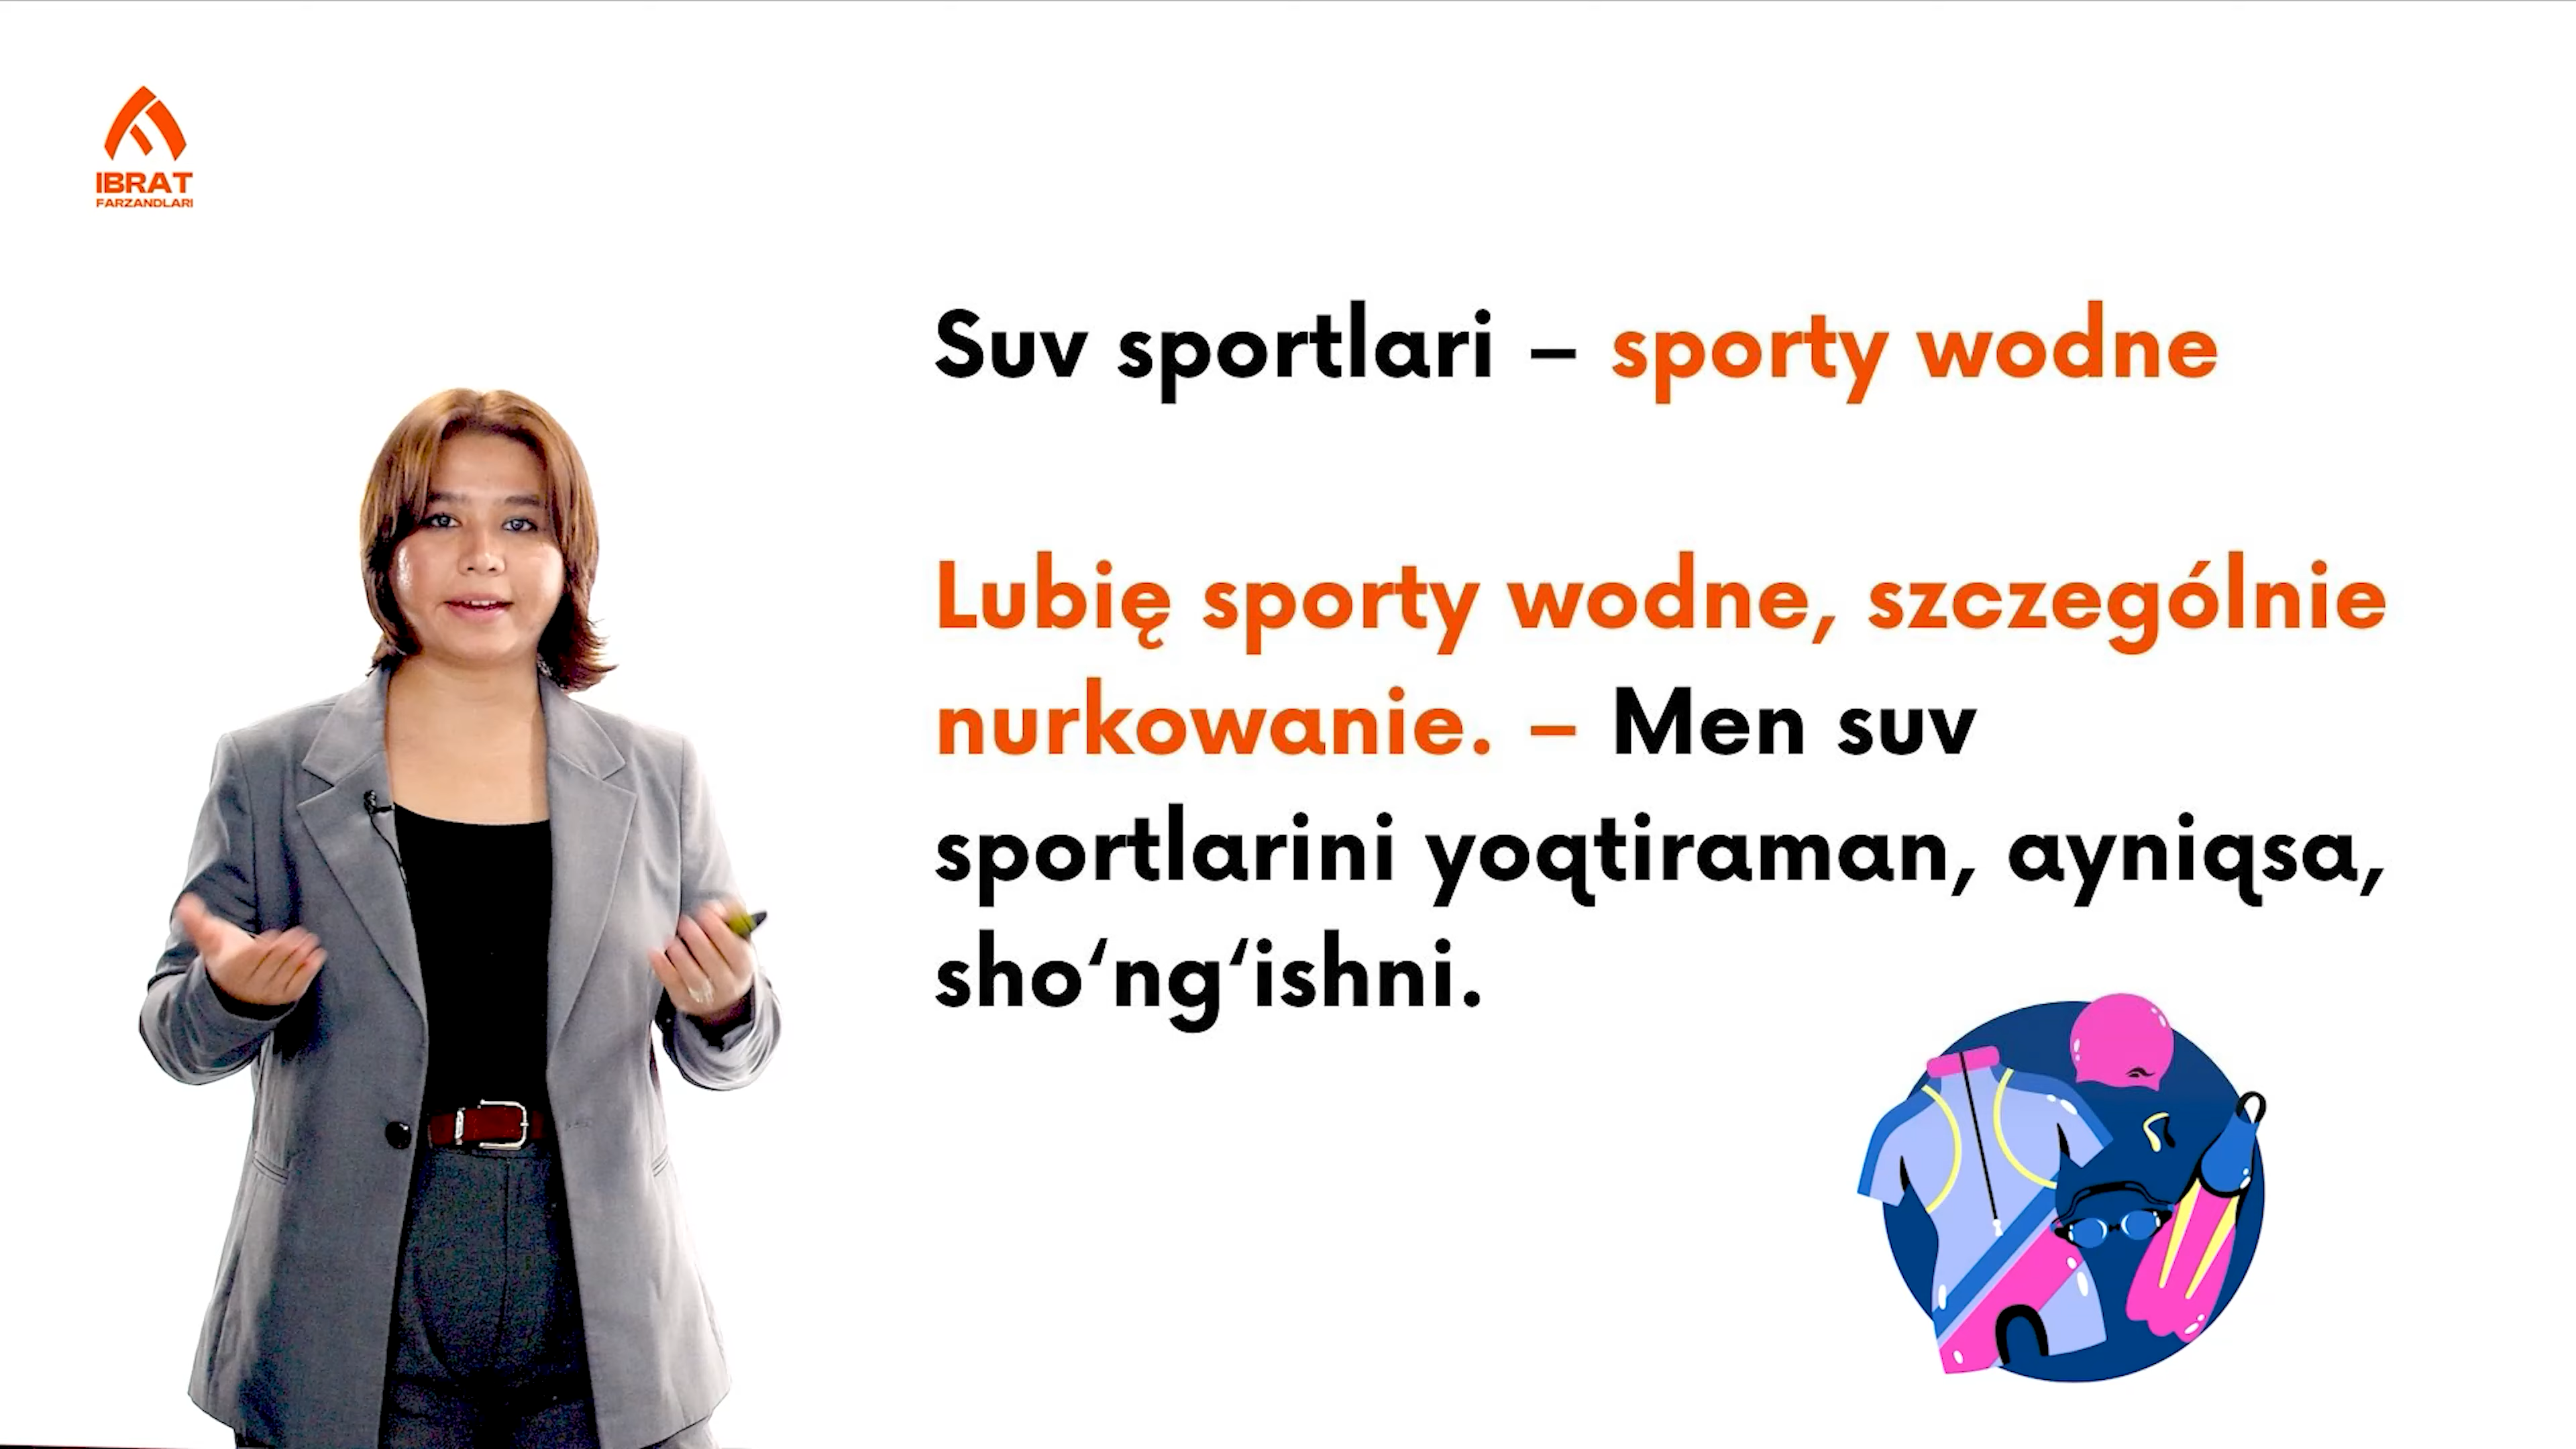 IBRAT
FARZANDLARI
Suv sportlari – sporty wodne
Lubię sporty wodne, szczególnie
nurkowanie. – Men suv
sportlarini yoqtiraman, ayniqsa,
sho‘ng‘ishni.